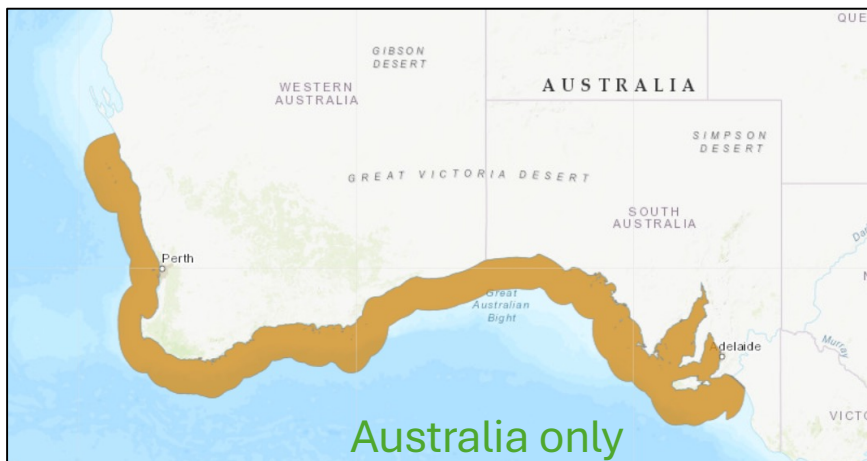 QUE
GIBSON
DESERT
WESTERN
AUSTRALIA
AUSTRALIA
SIMPSON
DESERT
GREAT VICTORIA DESERT
SOUTH
AUSTRALIA
Da
Perth
Great
Australian
Bight
Adelaide
Murray
VICTO
Australia only